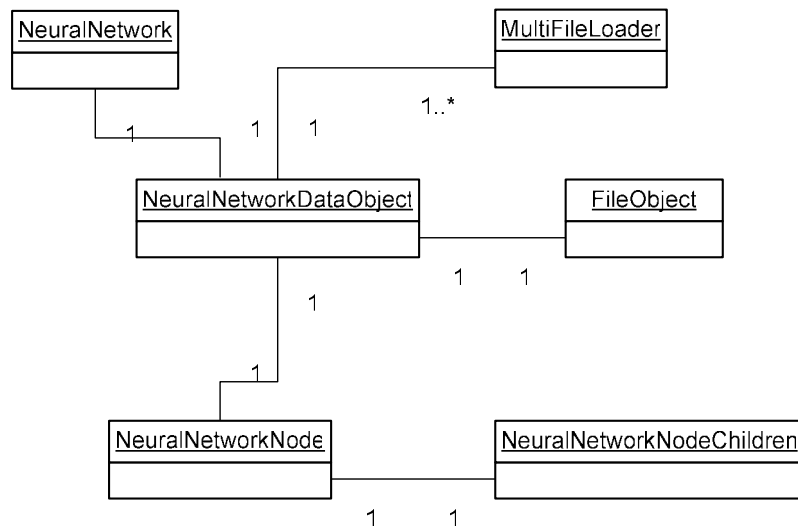 NeuralNetwork
MultiFileLoader
1..*
1
1
1
NeuralNetworkDataObject
FileObject
1
1
1
1
NeuralNetworkNode
NeuralNetworkNodeChildren
1
1